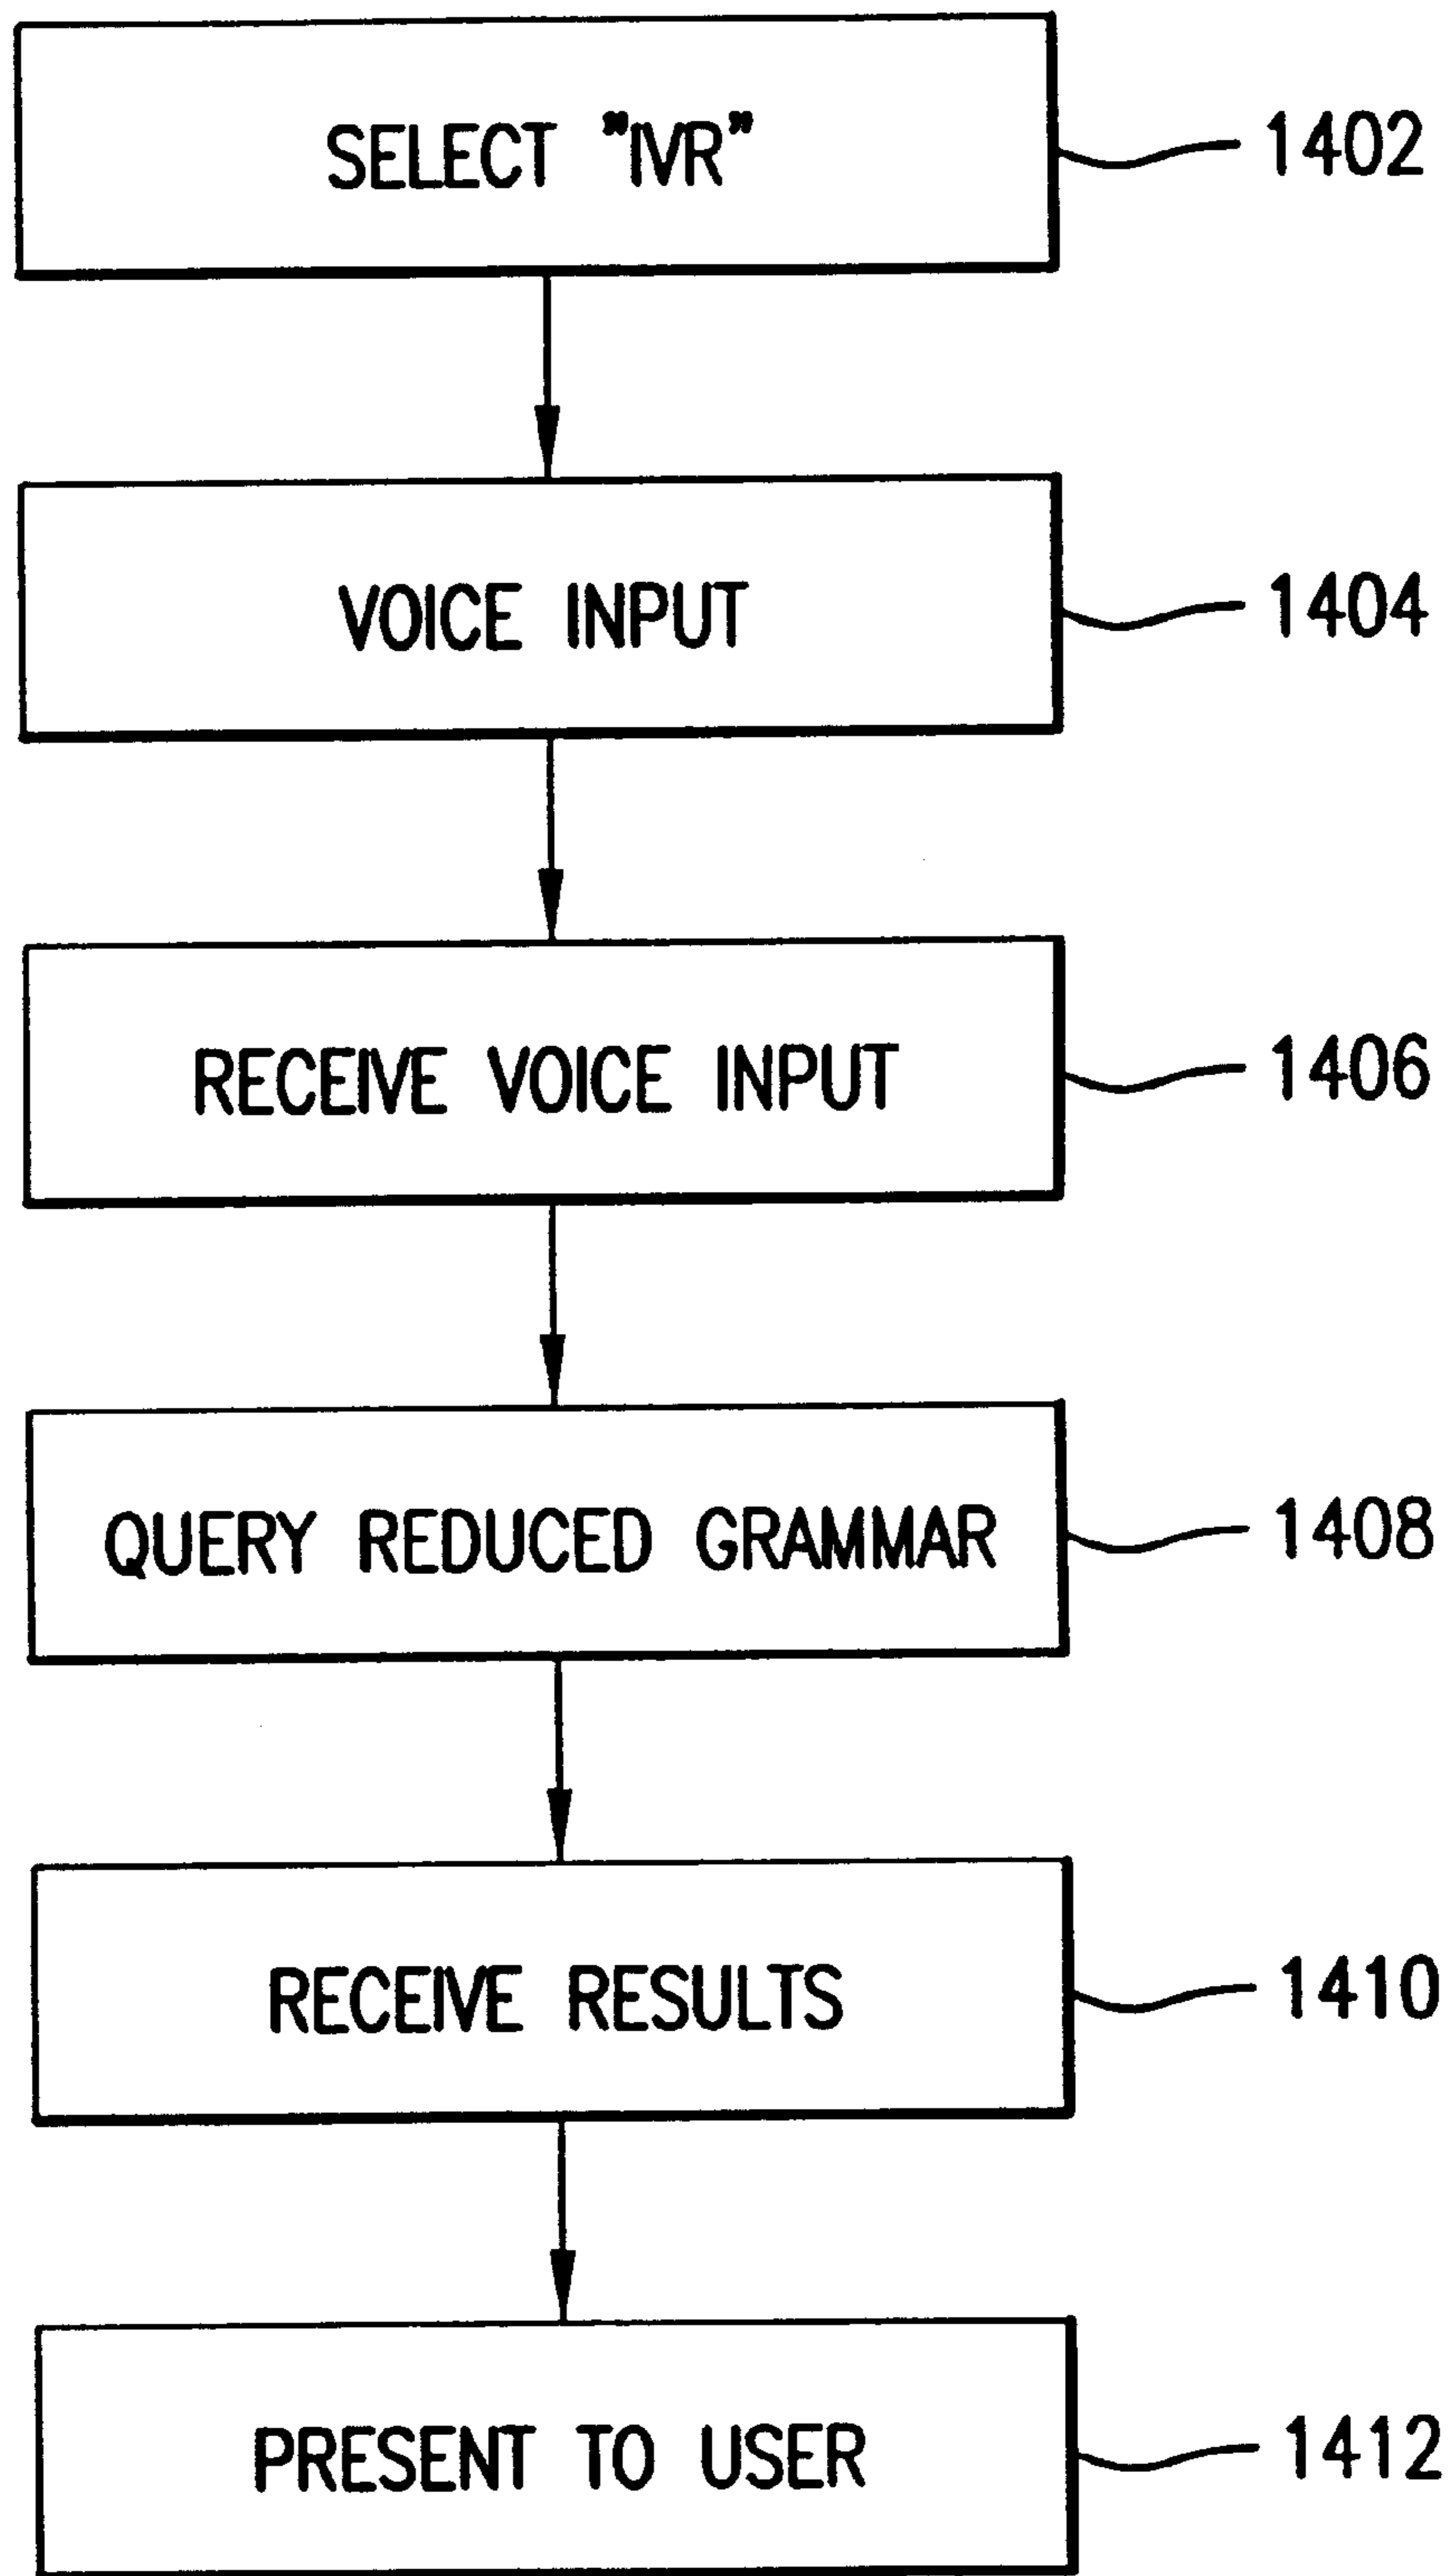 SELECT "IVR"
1402
VOICE INPUT
1404
RECEIVE VOICE INPUT
1406
QUERY REDUCED GRAMMAR
1408
RECEIVE RESULTS
1410
PRESENT TO USER
1412